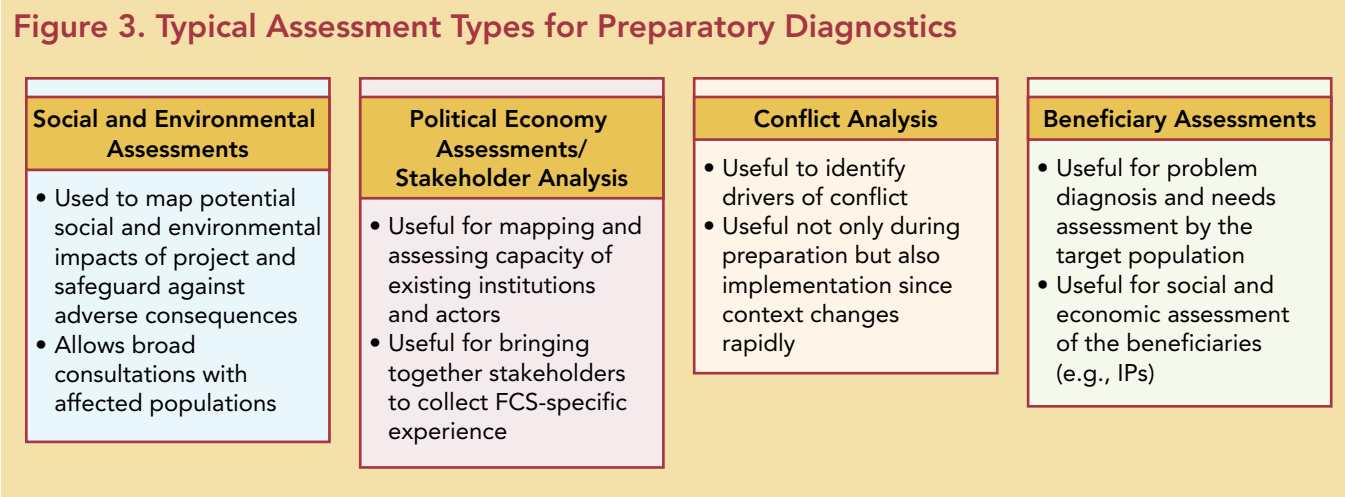 Figure 3. Typical Assessment Types for Preparatory Diagnostics
Social and Environmental
Assessments
• Used to map potential
social and environmental
impacts of project and
safeguard against
adverse consequences
• Allows broad
consultations with
affected populations
Political Economy
Assessments/
Stakeholder Analysis
• Useful for mapping and
assessing capacity of
existing institutions
and actors
• Useful for bringing
together stakeholders
to collect FCS-specific
experience
Conflict Analysis
• Useful to identify
drivers of conflict
• Useful not only during
preparation but also
implementation since
context changes
rapidly
Beneficiary Assessments
• Useful for problem
diagnosis and needs
assessment by the
target population
• Useful for social and
economic assessment
of the beneficiaries
(e.g., IPs)